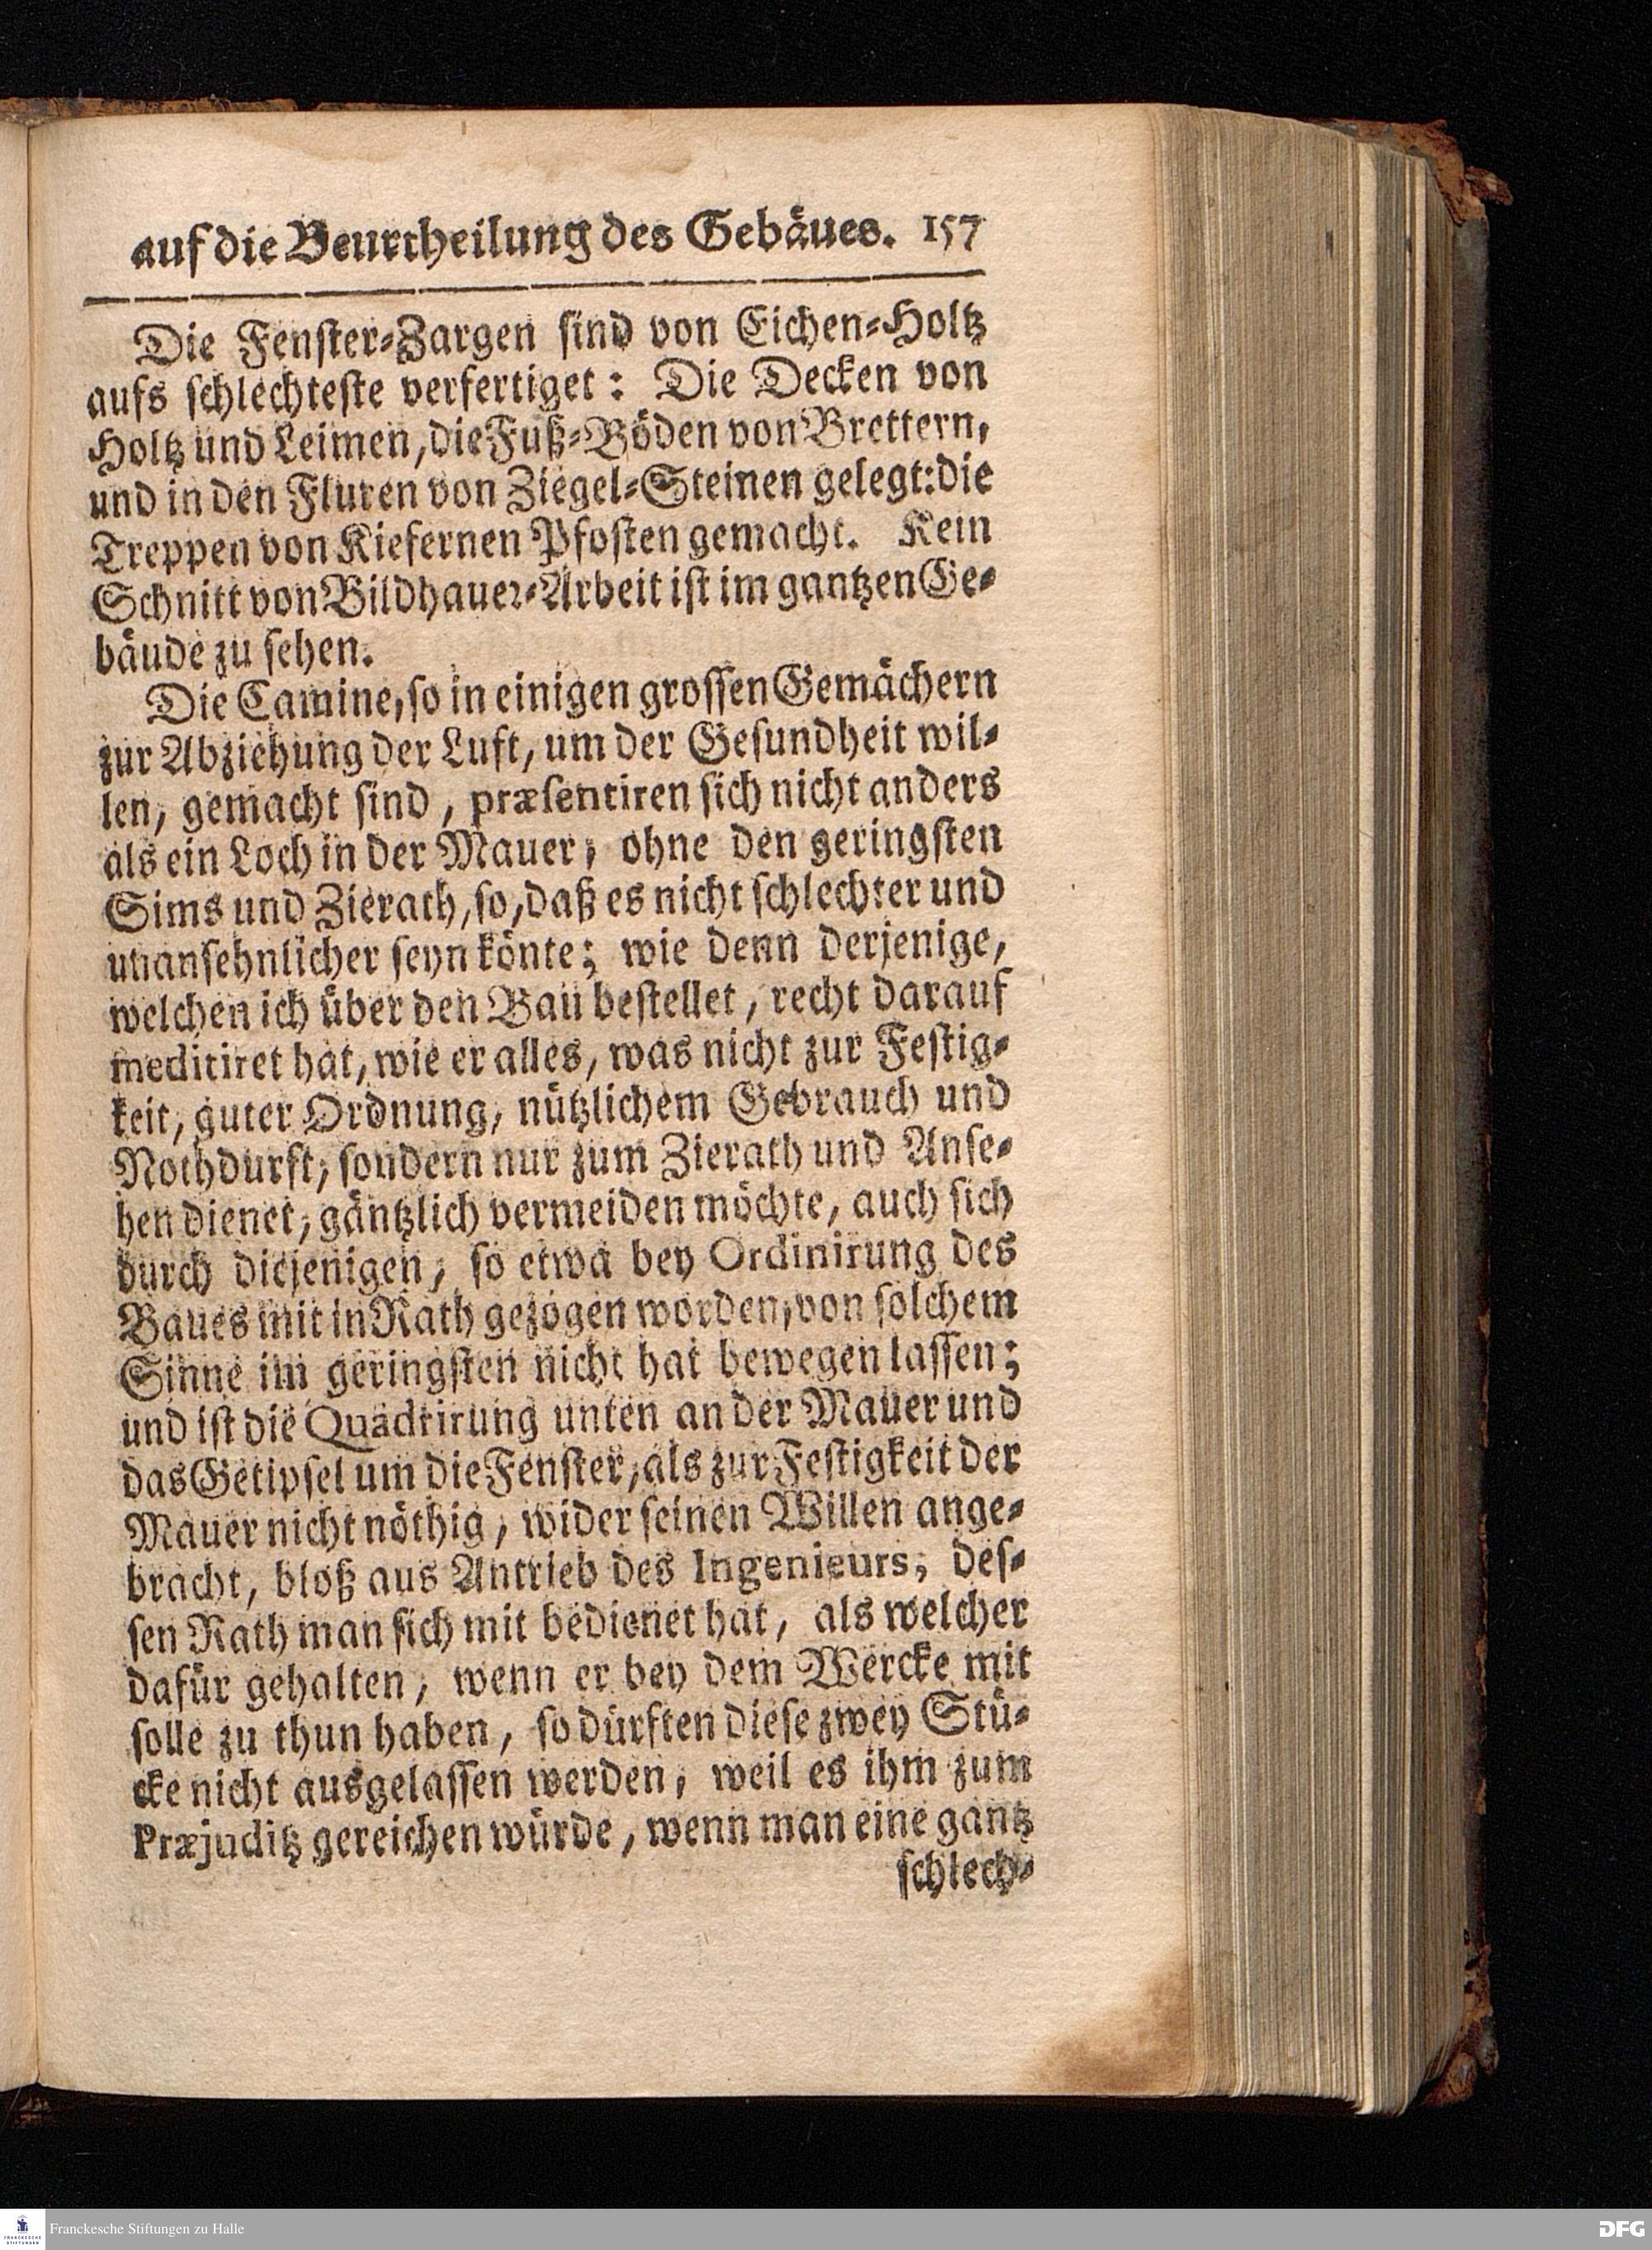 auf die Beurtheilung des Gebäues. 157
Die Fenster-Zargen sind von Eichen-Holtz
aufs schlechteste verfertiget: Die Decken von
Holtz und Leimen, die Fuß-Böden von Brettern,
und in den Fluren von Ziegel-Steinen gelegt: die
Treppen von Kiefernen Pfosten gemacht. Kein
Schnitt von Bildhauer-Arbeit ist im gantzen Ge-
bäude zu sehen.
Die Camine, so in einigen grossen Gemächern
zur Abziehung der Luft, um der Gesundheit wil-
len, gemacht sind, præsentiren sich nicht anders
als ein Loch in der Mauer, ohne den geringsten
Sims und Zierath, so, daß es nicht schlechter und
unansehnlicher seyn könte; wie denn derjenige,
welchen ich über den Bau bestellet, recht darauf
meditiret hat, wie er alles, was nicht zur Festig-
keit, guter Ordnung, nützlichem Gebrauch und
Nothdurft, sondern nur zum Zierath und Anse-
hen dienet, gäntzlich vermeiden möchte, auch sich
durch diejenigen, so etwa bey Ordinirung des
Baues mit in Rath gezogen worden, von solchem
Sinne im geringsten nicht hat bewegen lassen;
und ist die Quadrirung unten an der Mauer und
das Getipsel um die Fenster, als zur Festigkeit der
Mauer nicht nöthig, wider seinen Willen ange-
bracht, bloß aus Antrieb des Ingenieurs, des-
sen Rath man sich mit bedienet hat, als welcher
dafür gehalten, wenn er bey dem Wercke mit
solle zu thun haben, so dürften diese zwey Stü-
cke nicht ausgelassen werden, weil es ihm zum
Præjuditz gereichen würde, wenn man eine gantz
schlech-
FRANCKESCHE STIFTUNGEN
Franckesche Stiftungen zu Halle
DFG